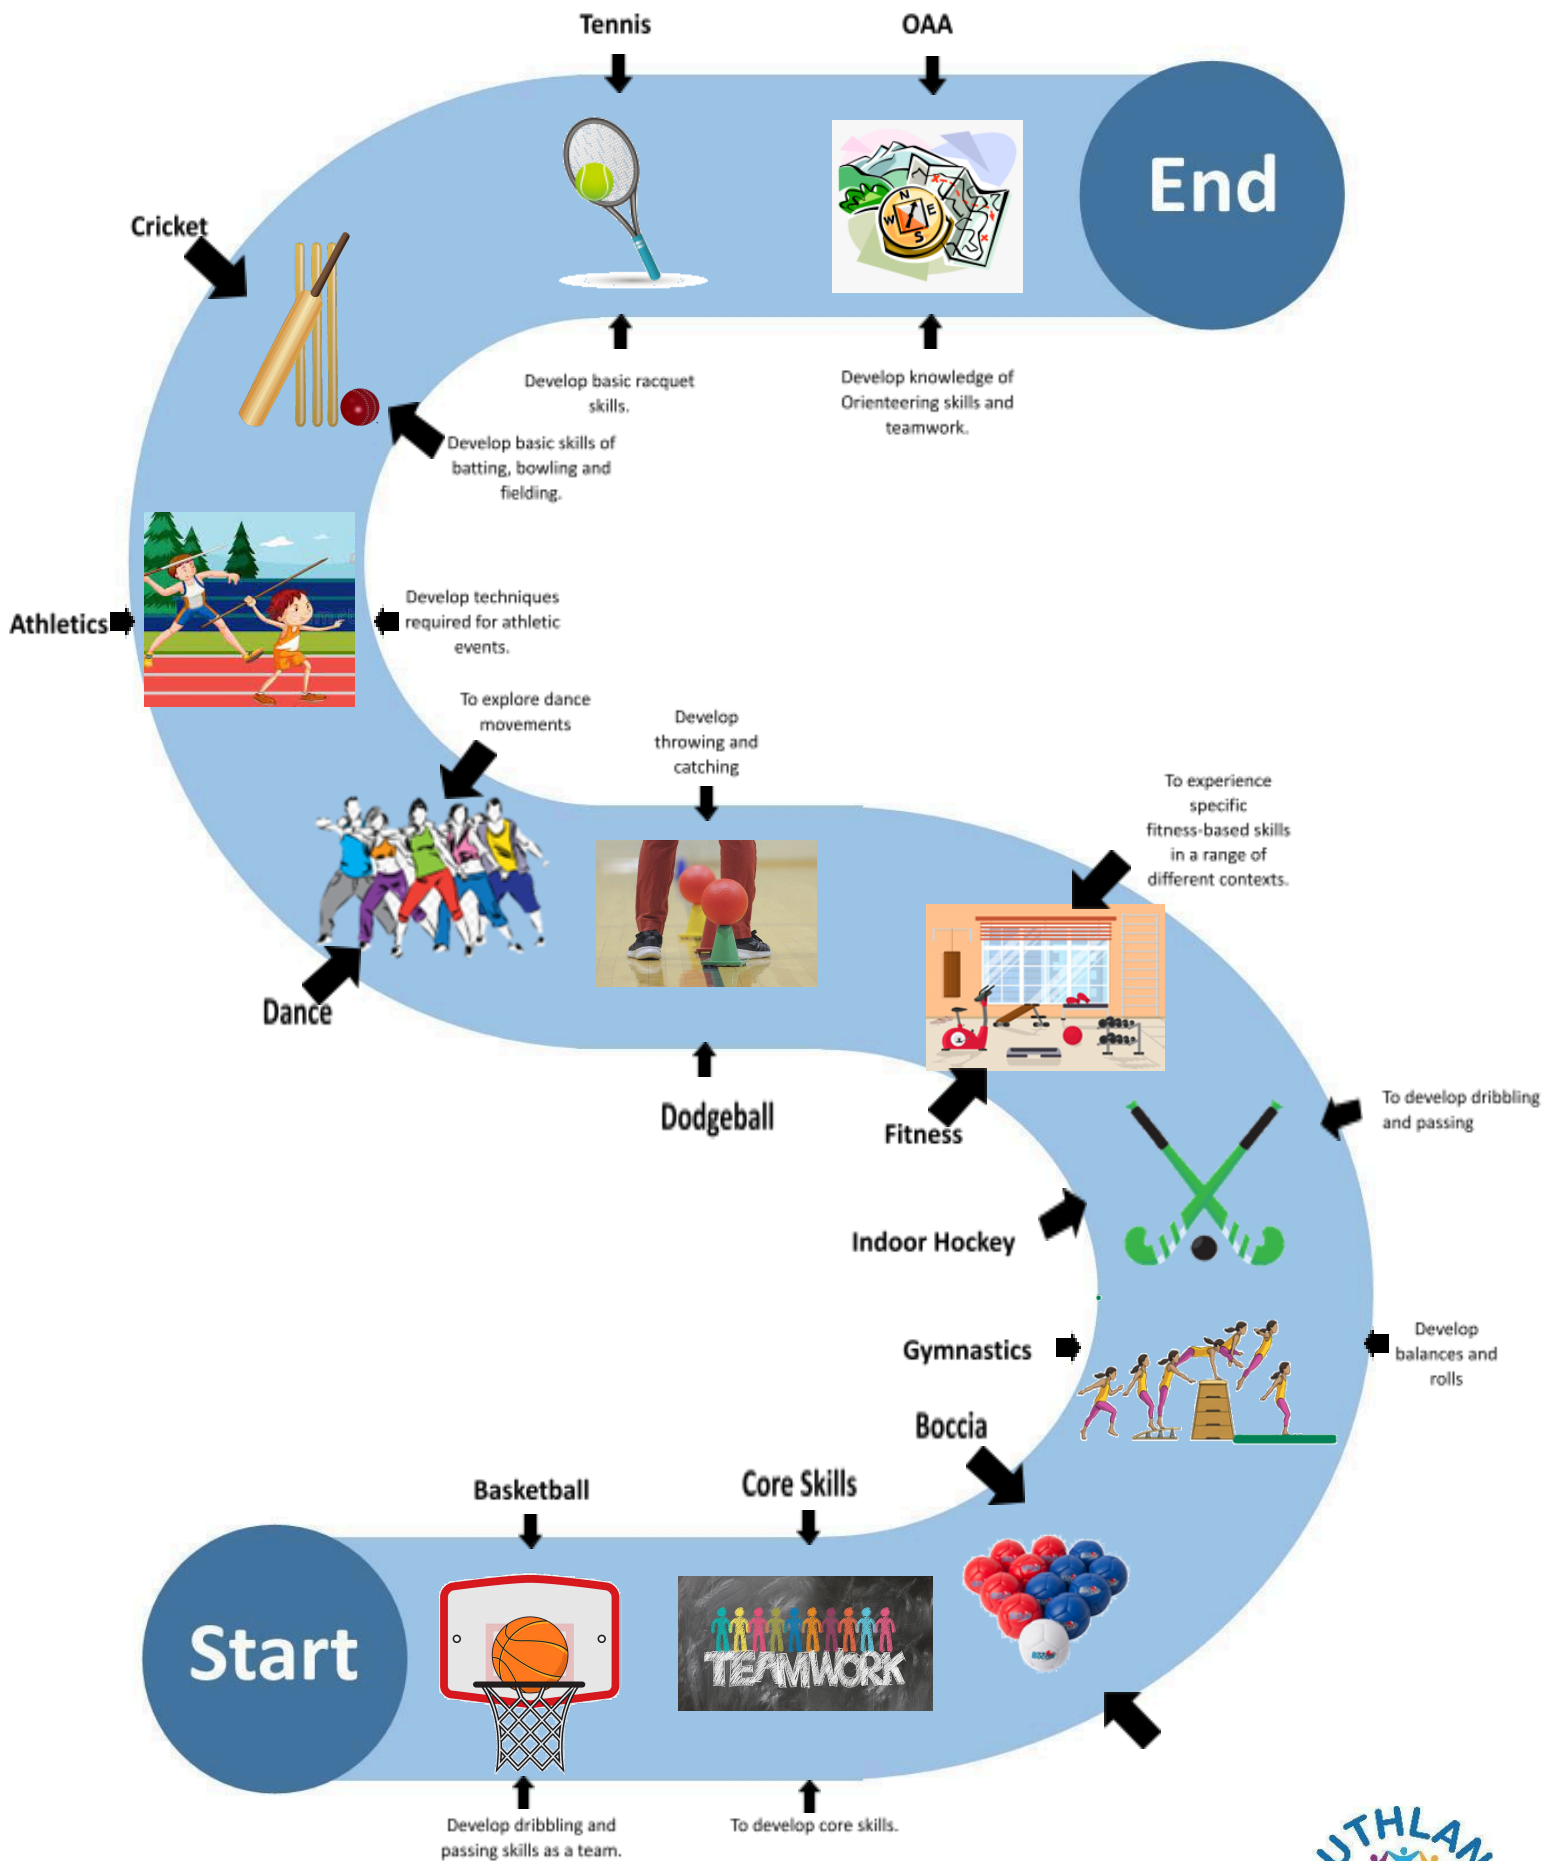 Tennis
OAA
End
N
W
E
S
Cricket
Develop basic racquet
skills.
Develop knowledge of
Orienteering skills and
teamwork.
Develop basic skills of
batting, bowling and
fielding.
Athletics
Develop techniques
required for athletic
events.
To explore dance
movements
Develop
throwing and
catching
To experience
specific
fitness-based skills
in a range of
different contexts.
Dance
Dodgeball
Fitness
To develop dribbling
and passing
Indoor Hockey
Gymnastics
Develop
balances and
rolls
Boccia
Basketball
Core Skills
Start
TEAMWORK
Develop dribbling and
passing skills as a team.
To develop core skills.